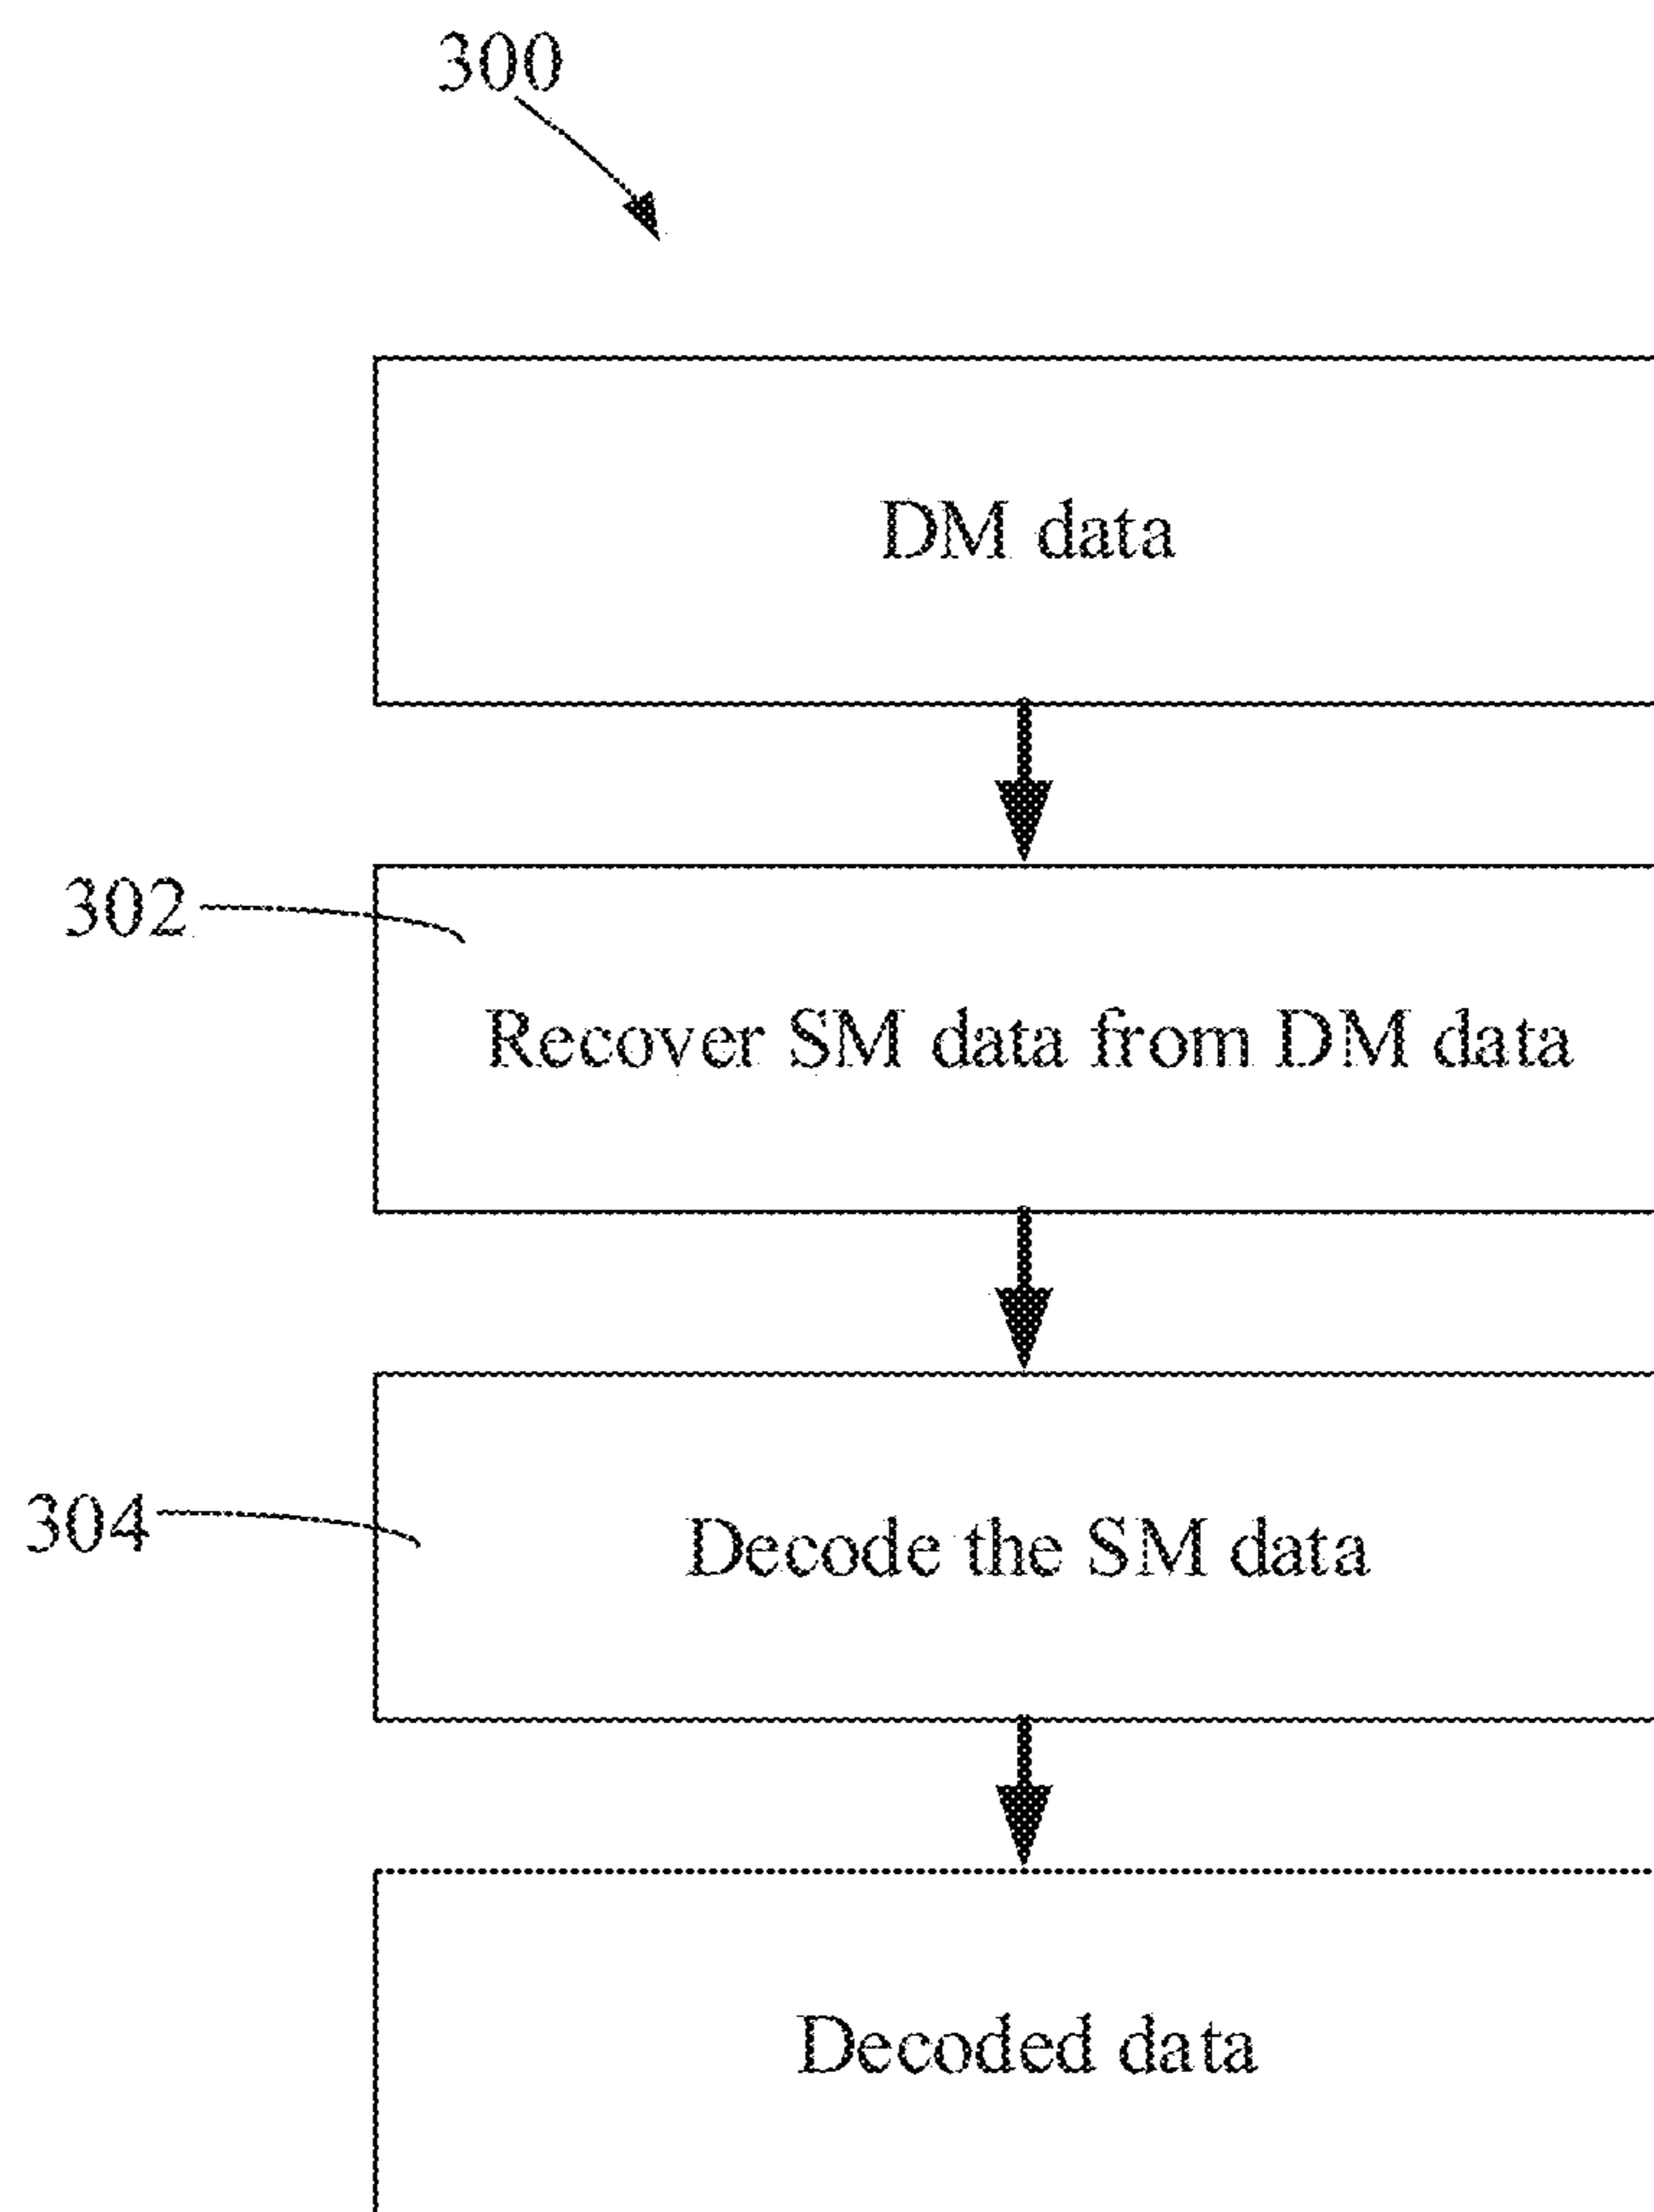 300
DM data
302
Recover SM data from DM data
304
Decode the SM data
Decoded data